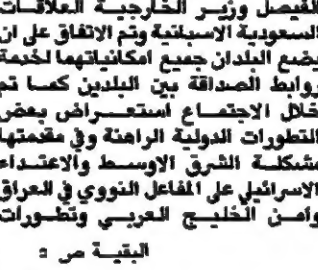 الفيصل وزير الخارجية العلاقات
السعودية الاسبانية وتم الاتفاق على ان
يضع البلدان جميع امكانياتهما لخدمة
روابط الصداقة بين البلدين كما تم
خلال الاجتماع استعراض بعض
التطورات الدولية الراهنة وفي مقدمتها
مشكلة الشرق الاوسط والاعتداء
الاسرائيلي على المفاعل النووي في العراق
وامن الخليج العربي وتطورات
البقية ص